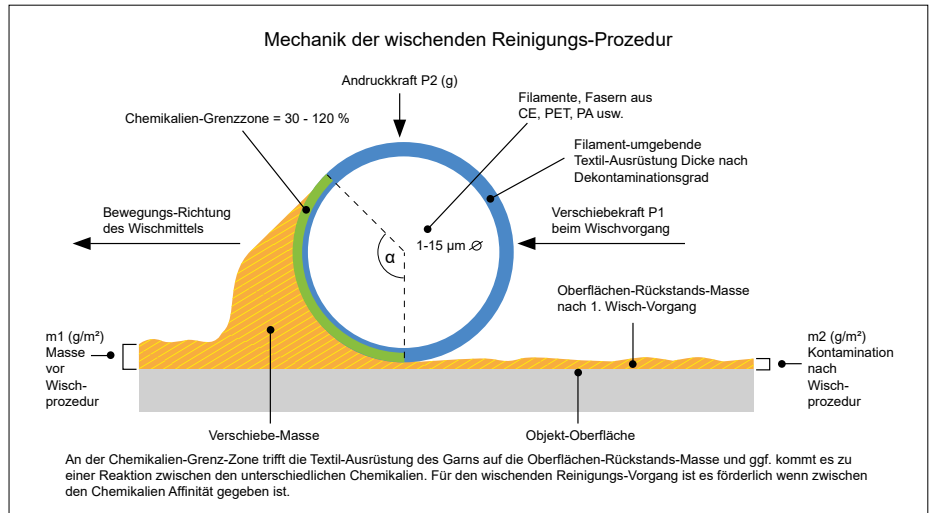 Mechanik der wischenden Reinigungs-Prozedur
Andruckkraft P2 (g)
Filamente, Fasern aus
CE, PET, PA usw.
Chemikalien-Grenzzone = 30 - 120 %
Filament-umgebende
Textil-Ausrüstung Dicke nach
Dekontaminationsgrad
Bewegungs-Richtung
des Wischmittels
Verschiebekraft P1
beim Wischvorgang
1-15 µm ⌀
α
Oberflächen-Rückstands-Masse
nach 1. Wisch-Vorgang
m1 (g/m²)
Masse
vor
Wisch-
prozedur
m2 (g/m²)
Kontamination
nach
Wisch-
prozedur
Verschiebe-Masse
Objekt-Oberfläche
An der Chemikalien-Grenz-Zone trifft die Textil-Ausrüstung des Garns auf die Oberflächen-Rückstands-Masse und ggf. kommt es zu
einer Reaktion zwischen den unterschiedlichen Chemikalien. Für den wischenden Reinigungs-Vorgang ist es förderlich wenn zwischen
den Chemikalien Affinität gegeben ist.